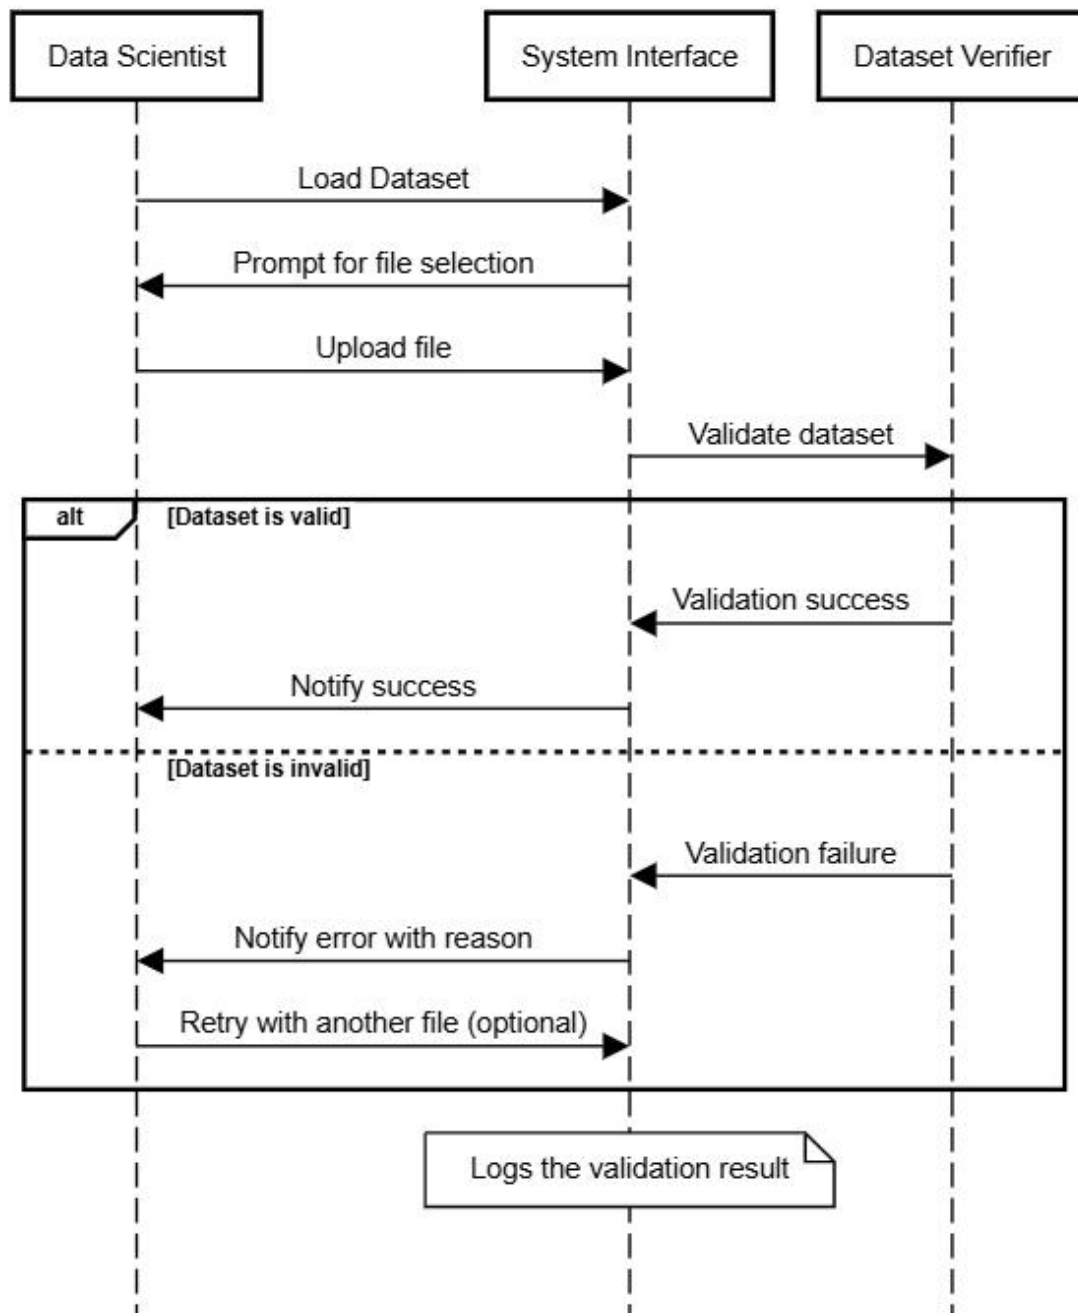 Data Scientist
System Interface
Dataset Verifier
Load Dataset
Prompt for file selection
Upload file
Validate dataset
alt
[Dataset is valid]
Validation success
Notify success
[Dataset is invalid]
Validation failure
Notify error with reason
Retry with another file (optional)
Logs the validation result